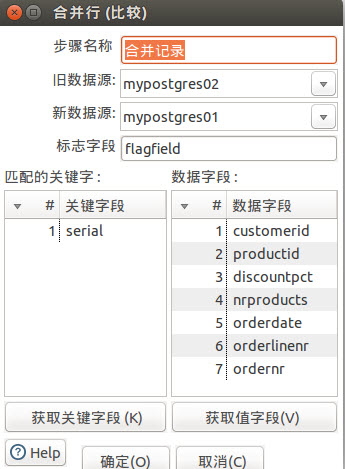 合并行 (比较)
步骤名称 合并记录
旧数据源: mypostgres02
新数据源: mypostgres01
标志字段 flagfield
匹配的关键字： 数据字段：
# 关键字段 # 数据字段
1 serial 1 customerid
2 productid
3 discountpct
4 nrproducts
5 orderdate
6 orderlinenr
7 ordernr
获取关键字段 (K) 获取值字段(V)
Help 确定(O) 取消(C)